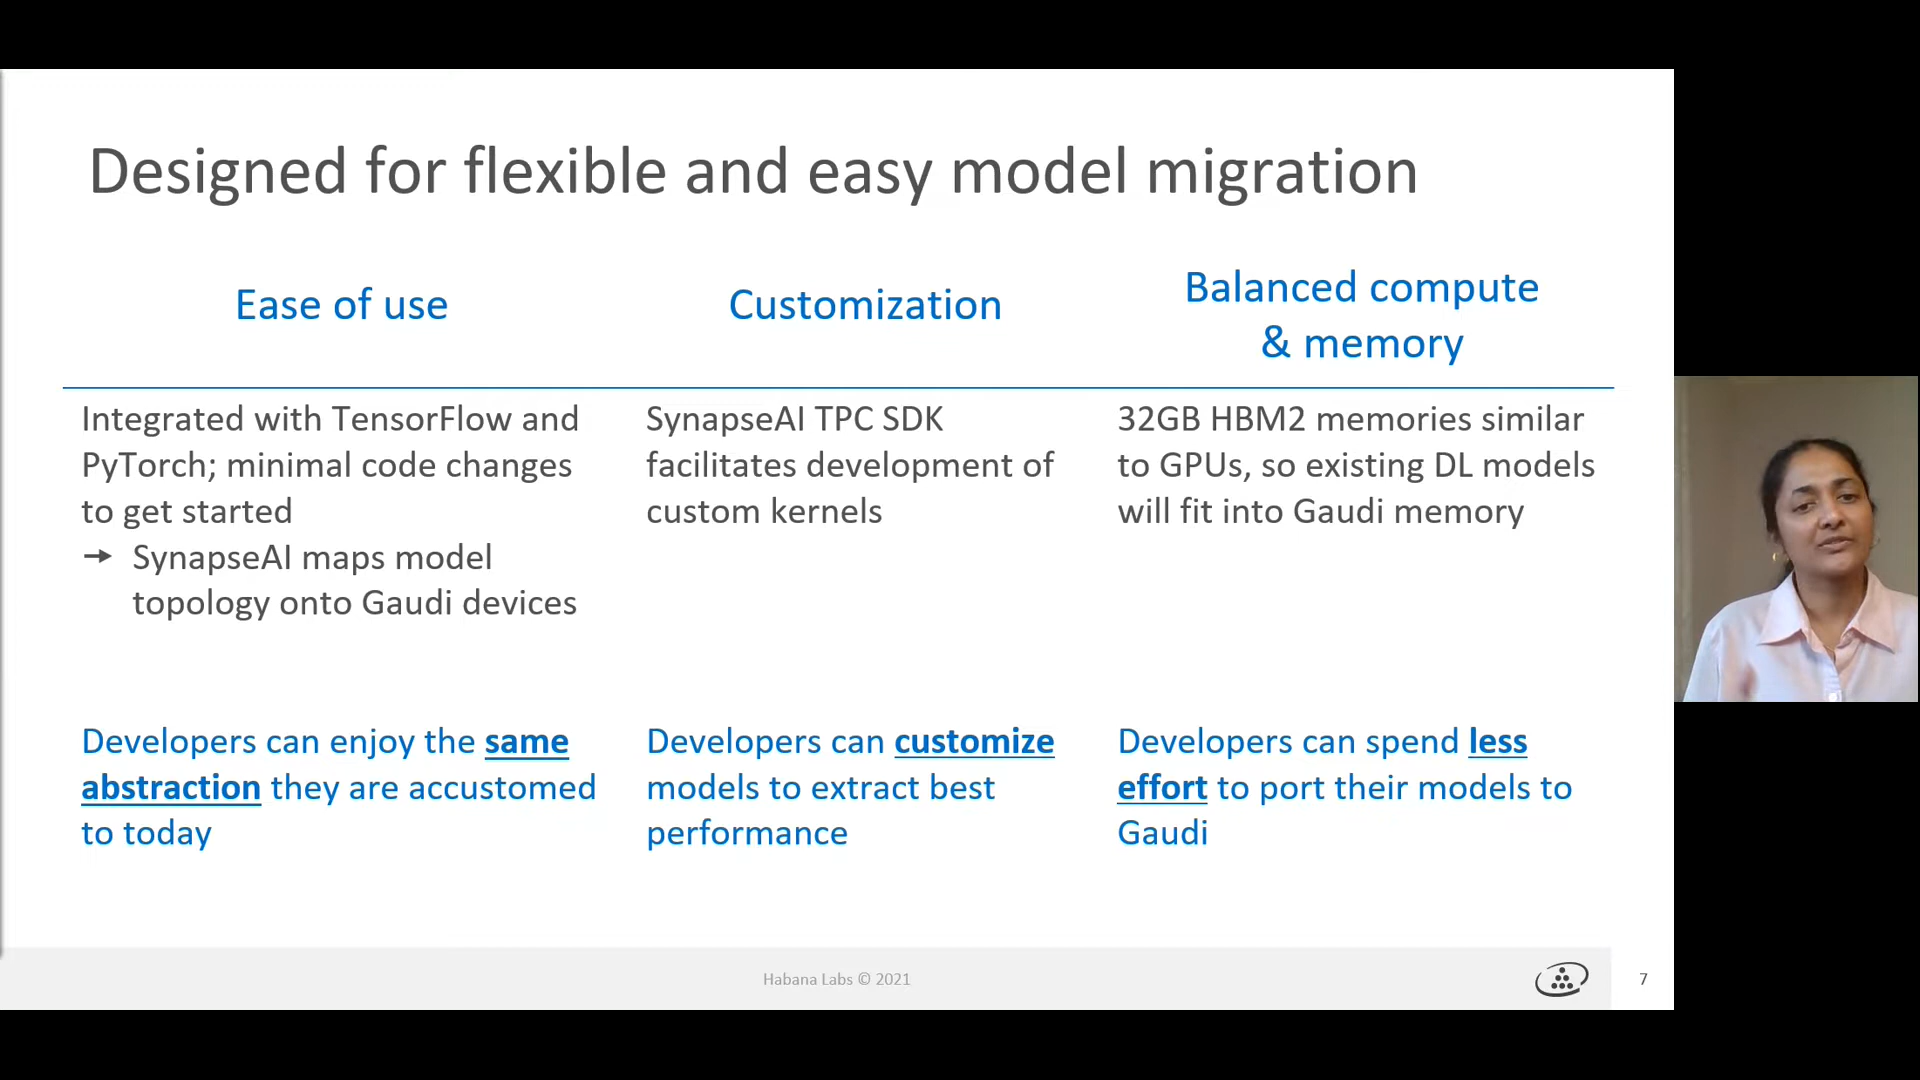 Designed for flexible and easy model migration
Ease of use
Customization
Balanced compute
& memory
Integrated with TensorFlow and
PyTorch; minimal code changes
to get started
→ SynapseAI maps model
topology onto Gaudi devices
SynapseAI TPC SDK
facilitates development of
custom kernels
32GB HBM2 memories similar
to GPUs, so existing DL models
will fit into Gaudi memory
Developers can enjoy the same
abstraction they are accustomed
to today
Developers can customize
models to extract best
performance
Developers can spend less
effort to port their models to
Gaudi
Habana Labs © 2021
7